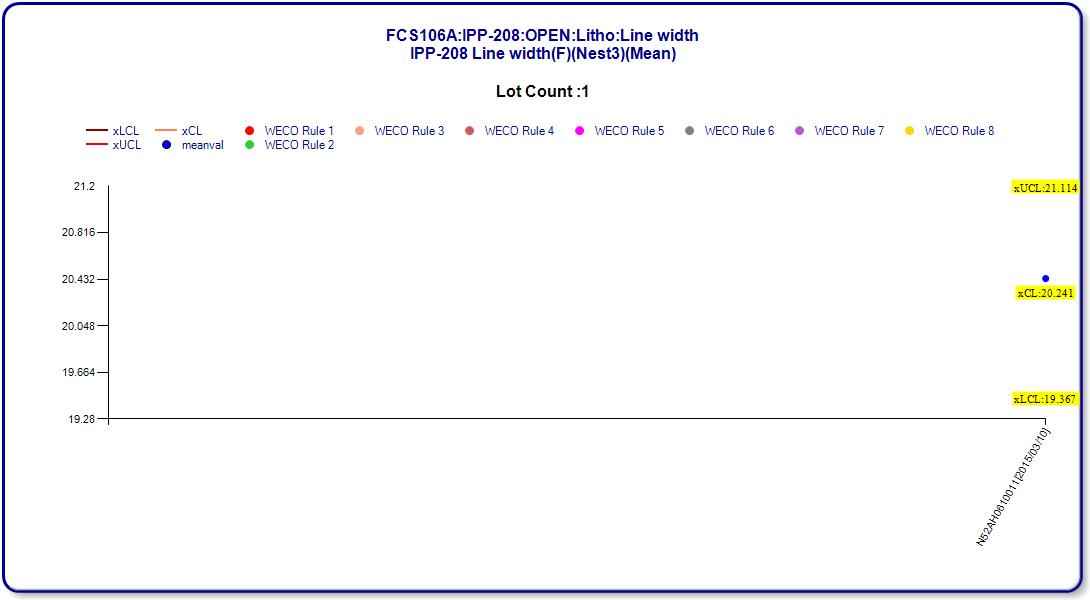 FCS106A:IPP-208:OPEN:Litho:Line width
IPP-208 Line width(F)(Nest3)(Mean)
Lot Count :1
xLCL xCL WECO Rule 1 WECO Rule 3 WECO Rule 4 WECO Rule 5 WECO Rule 6 WECO Rule 7 WECO Rule 8
xUCL meanval WECO Rule 2
21.2
xUCL:21.114
20.816
20.432
xCL:20.241
20.048
19.664
xLCL:19.367
19.28
N52AH0610011[2015/03/10]